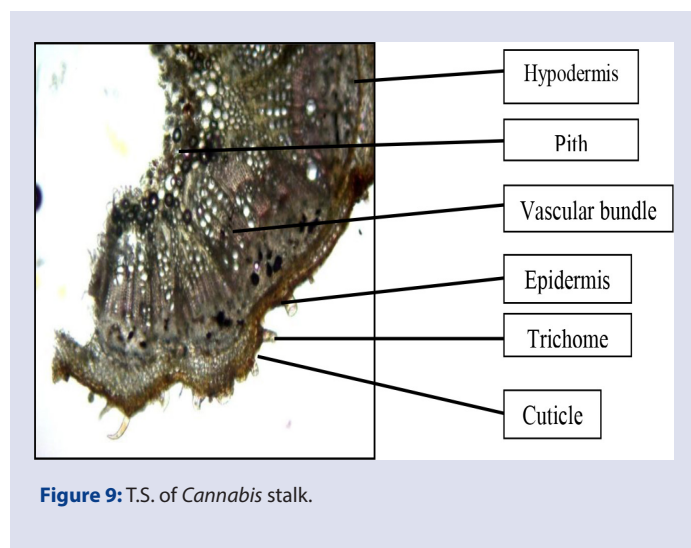 Hypodermis
Pith
Vascular bundle
Epidermis
Trichome
Cuticle
Figure 9: T.S. of Cannabis stalk.